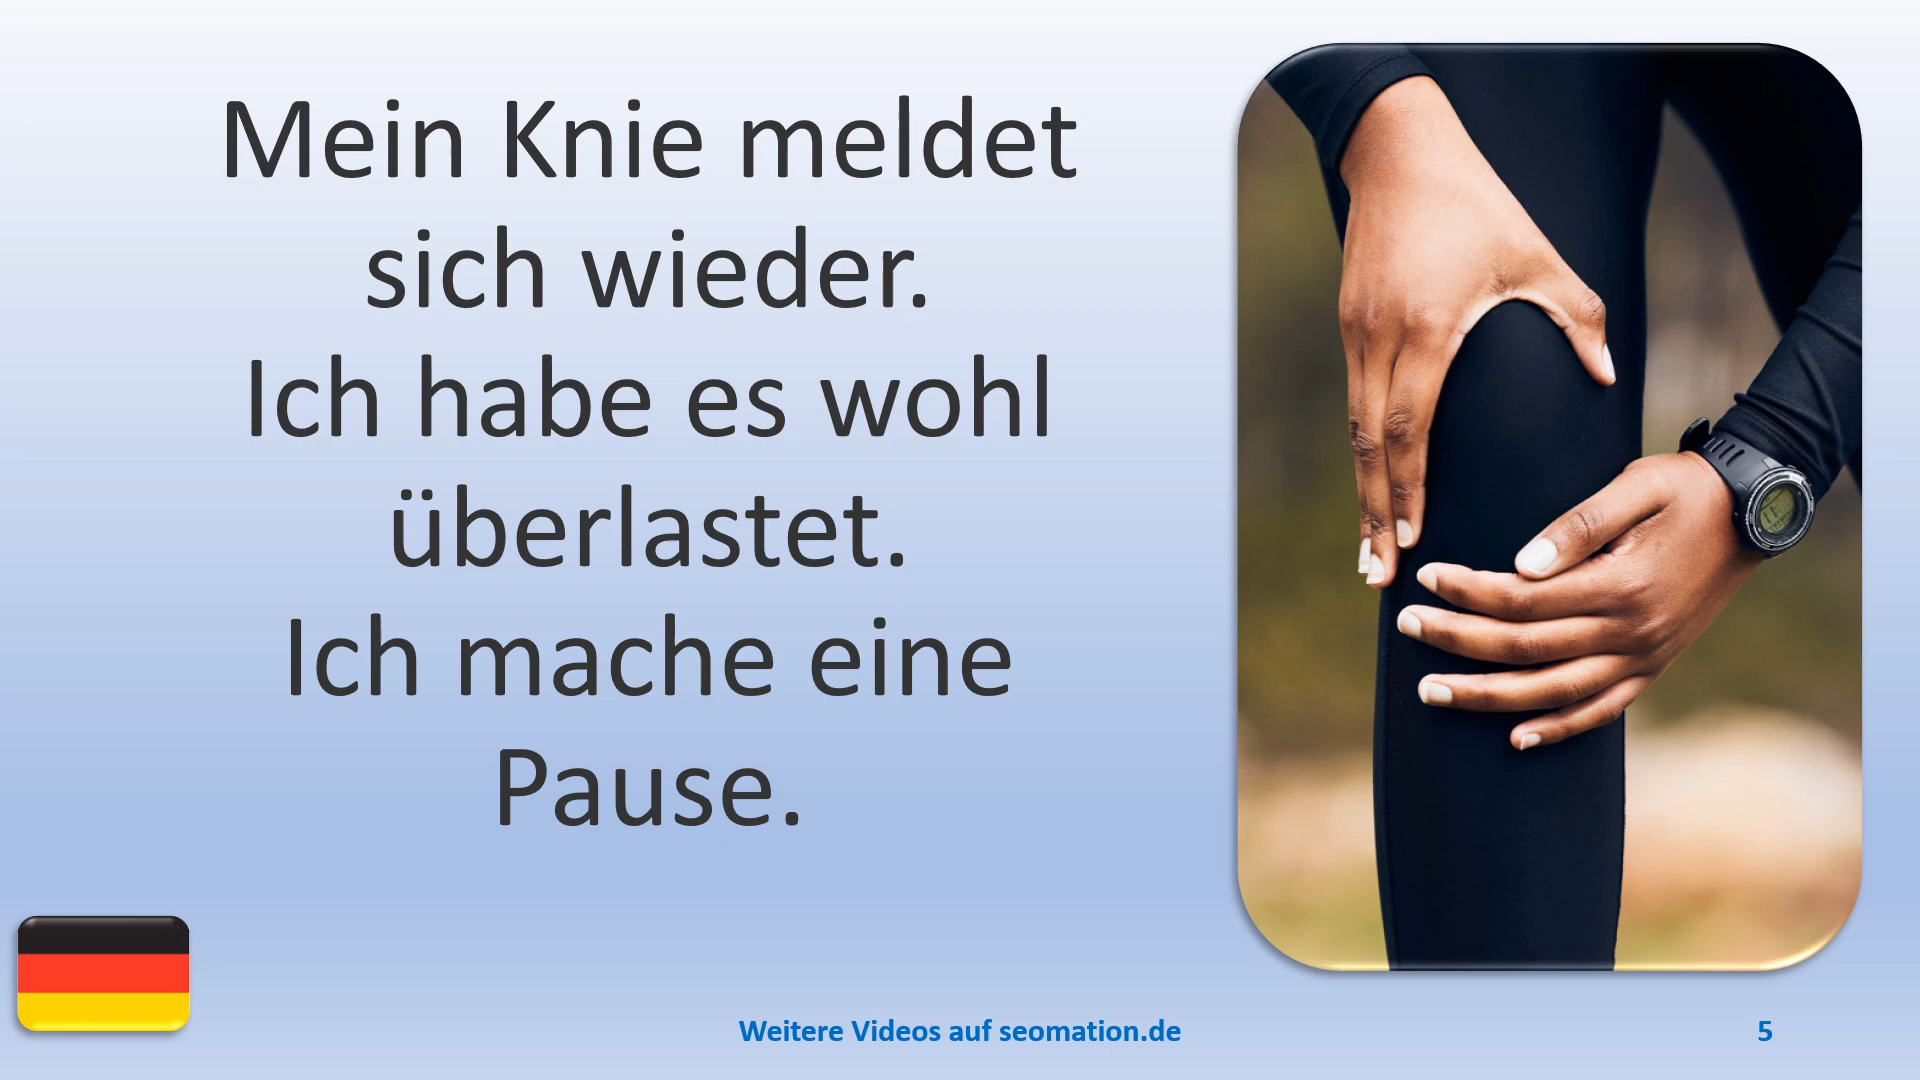 Mein Knie meldet
sich wieder.
Ich habe es wohl
überlastet.
Ich mache eine
Pause.
Weitere Videos auf seomation.de
5